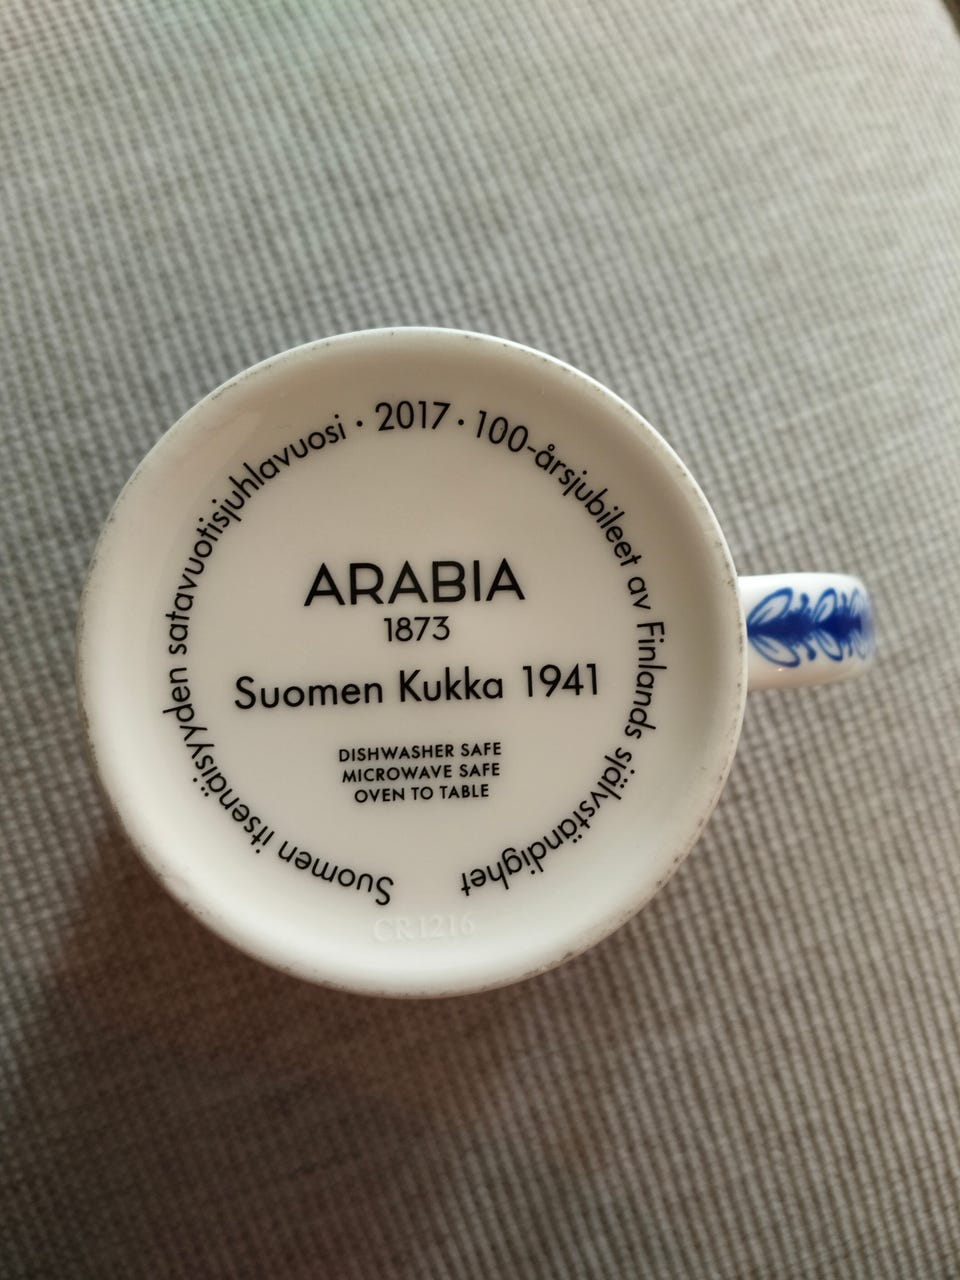 Suomen itsenäisyyden satavuotisjuhlavuosi · 2017 · 100-årsjubileet av Finlands självständighet
ARABIA
1873
Suomen Kukka 1941
DISHWASHER SAFE
MICROWAVE SAFE
OVEN TO TABLE
CR1216